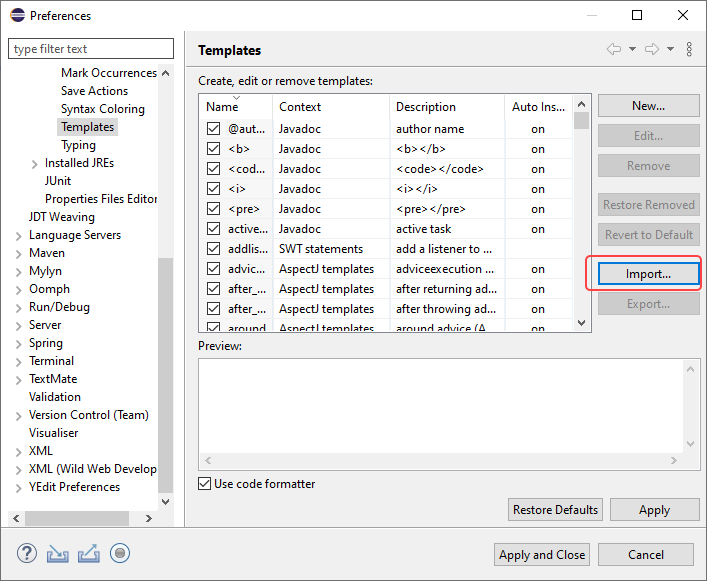 Preferences
type filter text
Mark Occurrences
Save Actions
Syntax Coloring
Templates
Typing
Installed JREs
JUnit
Properties Files Editor
JDT Weaving
Language Servers
Maven
Mylyn
Oomph
Run/Debug
Server
Spring
Terminal
TextMate
Validation
Version Control (Team)
Visualiser
XML
XML (Wild Web Develop
YEdit Preferences
Templates
Create, edit or remove templates:
Name Context Description Auto Ins...
@aut... Javadoc author name on
<b> Javadoc <b></b> on
<cod... Javadoc <code></code> on
<i> Javadoc <i></i> on
<pre> Javadoc <pre></pre> on
active... Javadoc active task on
addlis... SWT statements add a listener to ...
advic... AspectJ templates adviceexecution ... on
after_... AspectJ templates after returning ad... on
after_... AspectJ templates after throwing ad... on
around AspectJ templates around advice (A... on
New...
Edit...
Remove
Restore Removed
Revert to Default
Import...
Export...
Preview:
Use code formatter
Restore Defaults Apply
? Apply and Close Cancel